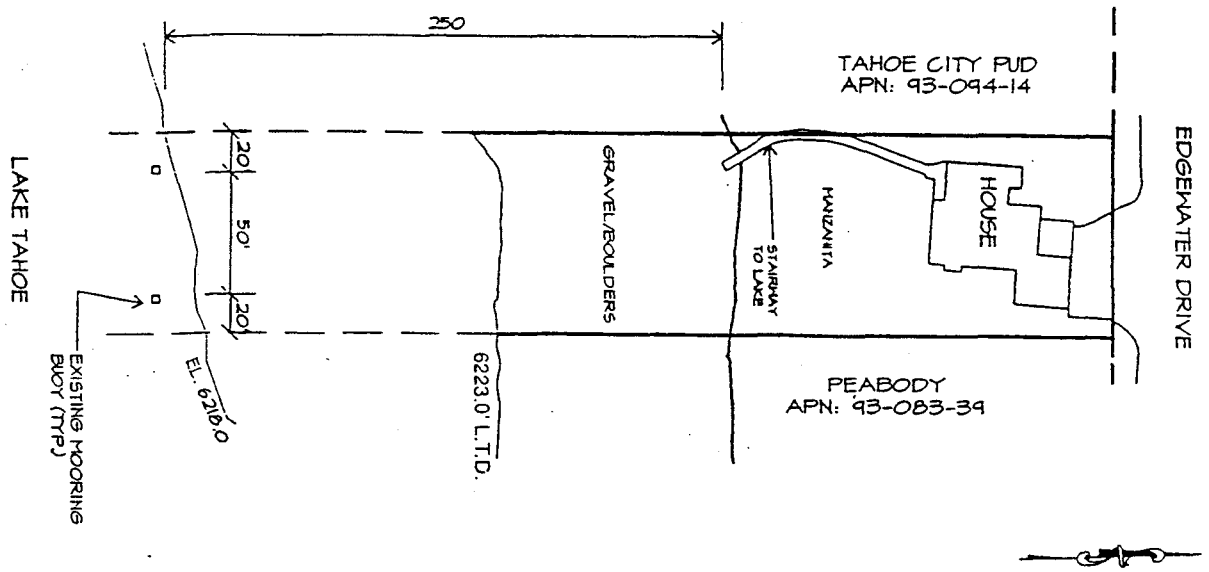 250
TAHOE CITY PUD
APN: 93-094-14
EDGEWATER DRIVE
LAKE TAHOE
20'
50'
20'
GRAVEL/BOULDERS
MANZANITA
HOUSE
STAIRWAY
TO LAKE
EXISTING MOORING
BUOY (TYP.)
EL. 6218.0
6223.0' L.T.D.
PEABODY
APN: 93-083-39